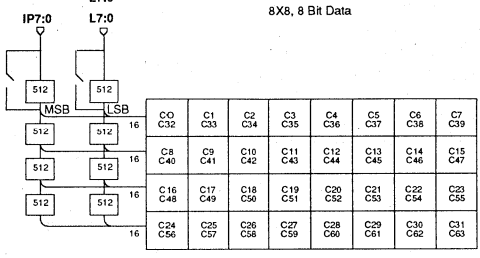 8X8, 8 Bit Data
IP7:0 L7:0
512 512
MSB LSB
16 CO C1 C2 C3 C4 C5 C6 C7
C32 C33 C34 C35 C36 C37 C38 C39
512 512
16 C8 C9 C10 C11 C12 C13 C14 C15
C40 C41 C42 C43 C44 C45 C46 C47
512 512
16 C16 C17 C18 C19 C20 C21 C22 C23
C48 C49 C50 C51 C52 C53 C54 C55
512 512
16 C24 C25 C26 C27 C28 C29 C30 C31
C56 C57 C58 C59 C60 C61 C62 C63